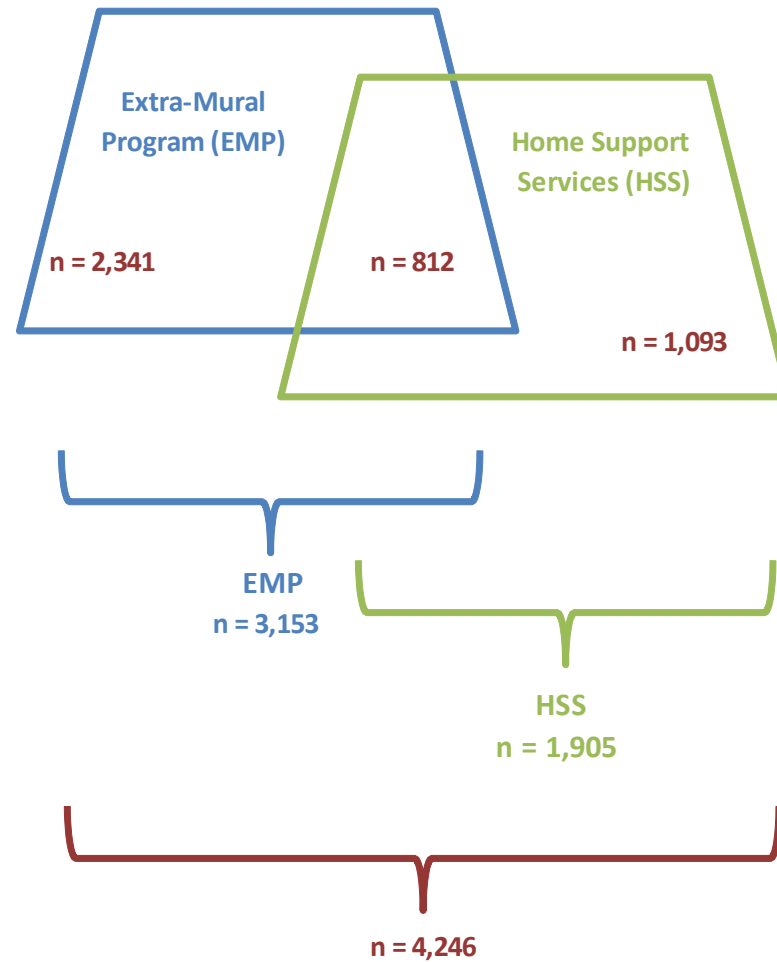 Extra-Mural
Program (EMP)
Home Support
Services (HSS)
n = 2,341
n = 812
n = 1,093
EMP
n = 3,153
HSS
n = 1,905
n = 4,246